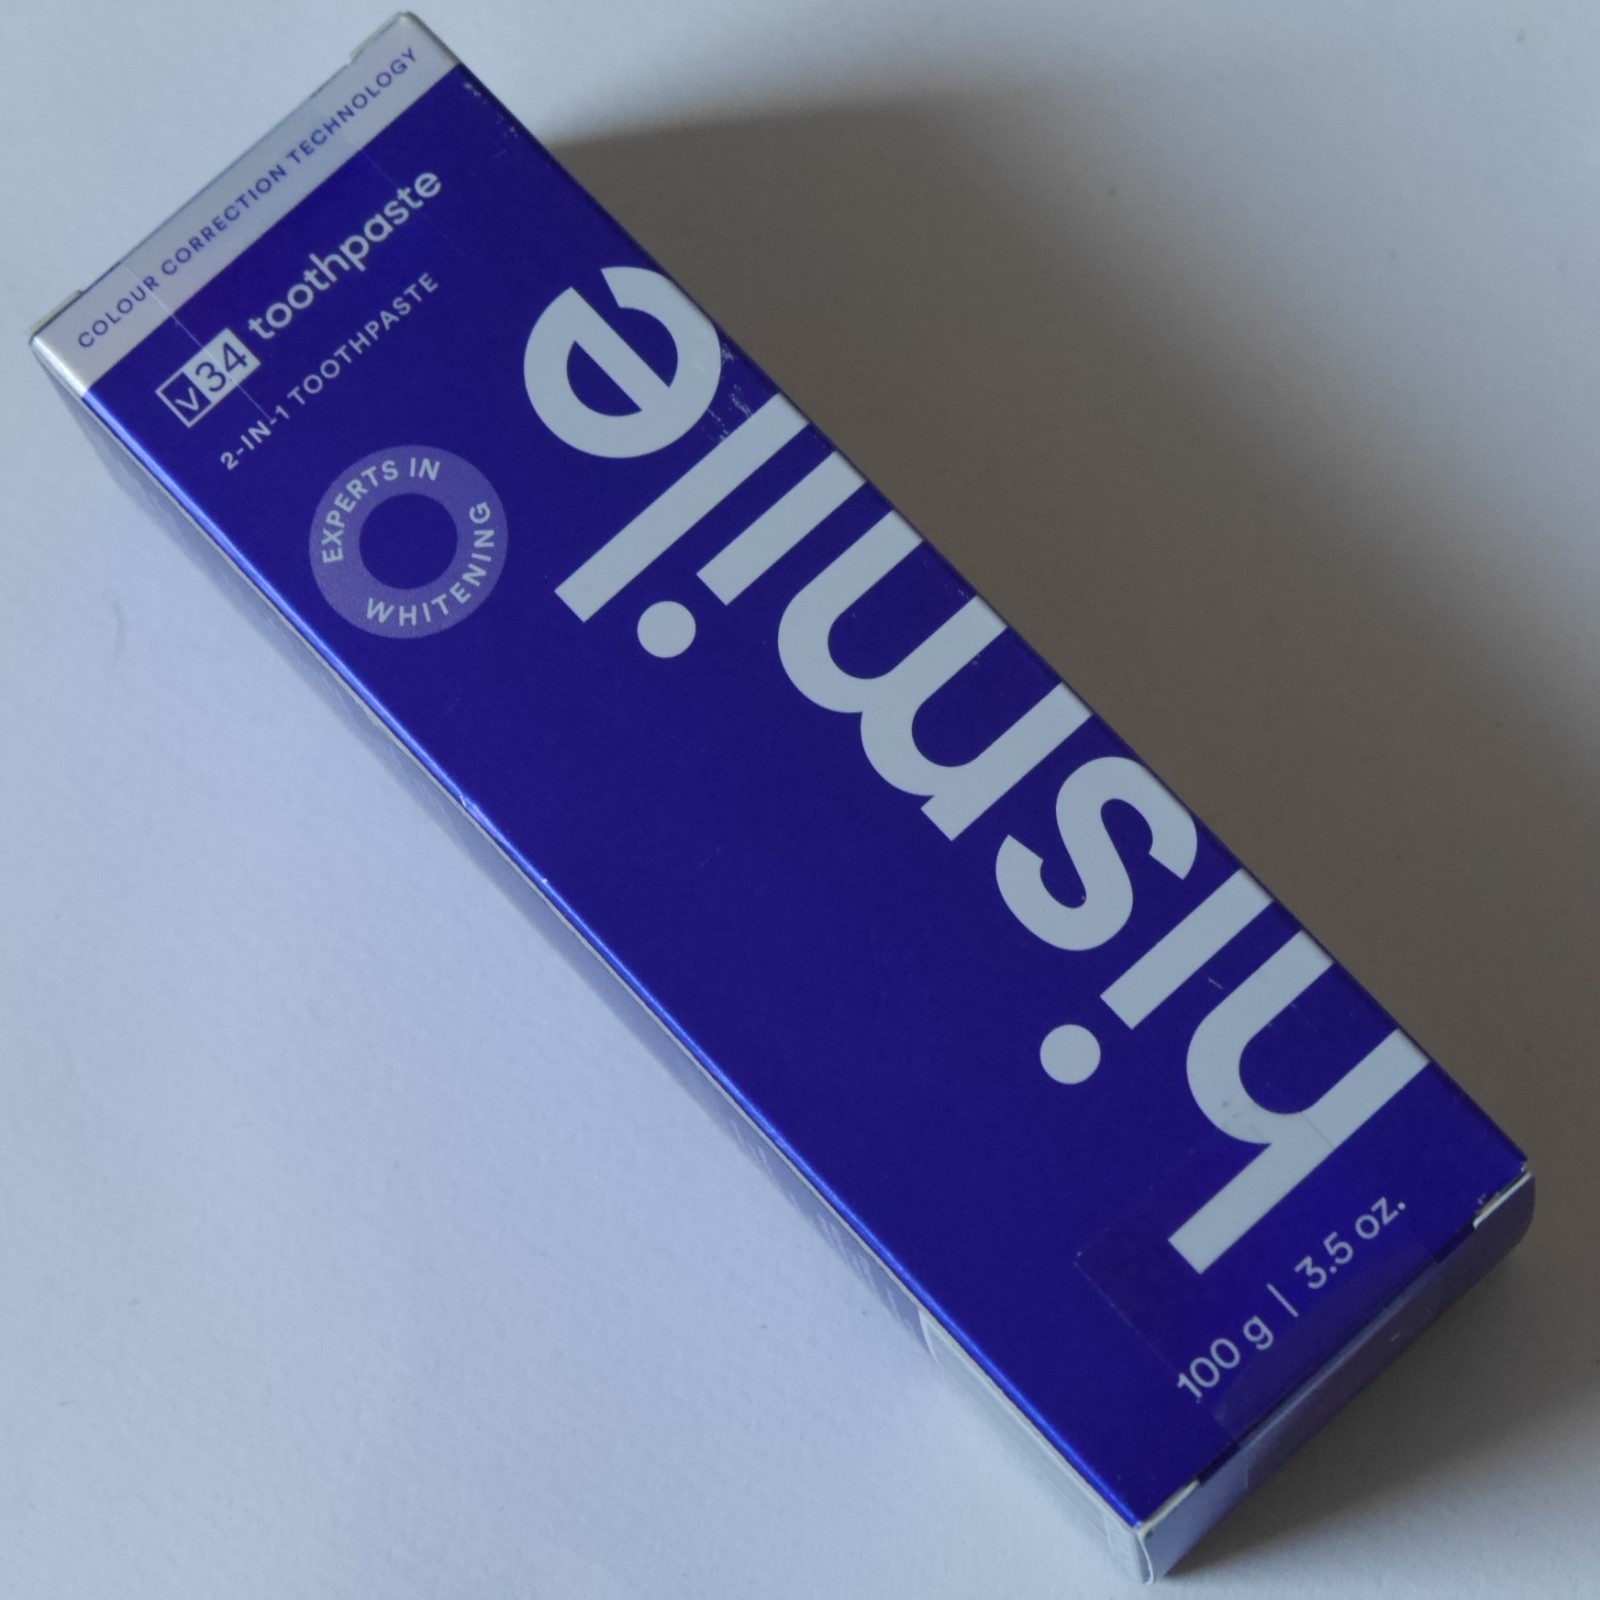 COLOUR CORRECTION TECHNOLOGY
v34 toothpaste
2-IN-1 TOOTHPASTE
EXPERTS IN
WHITENING
hismile
100 g | 3.5 oz.